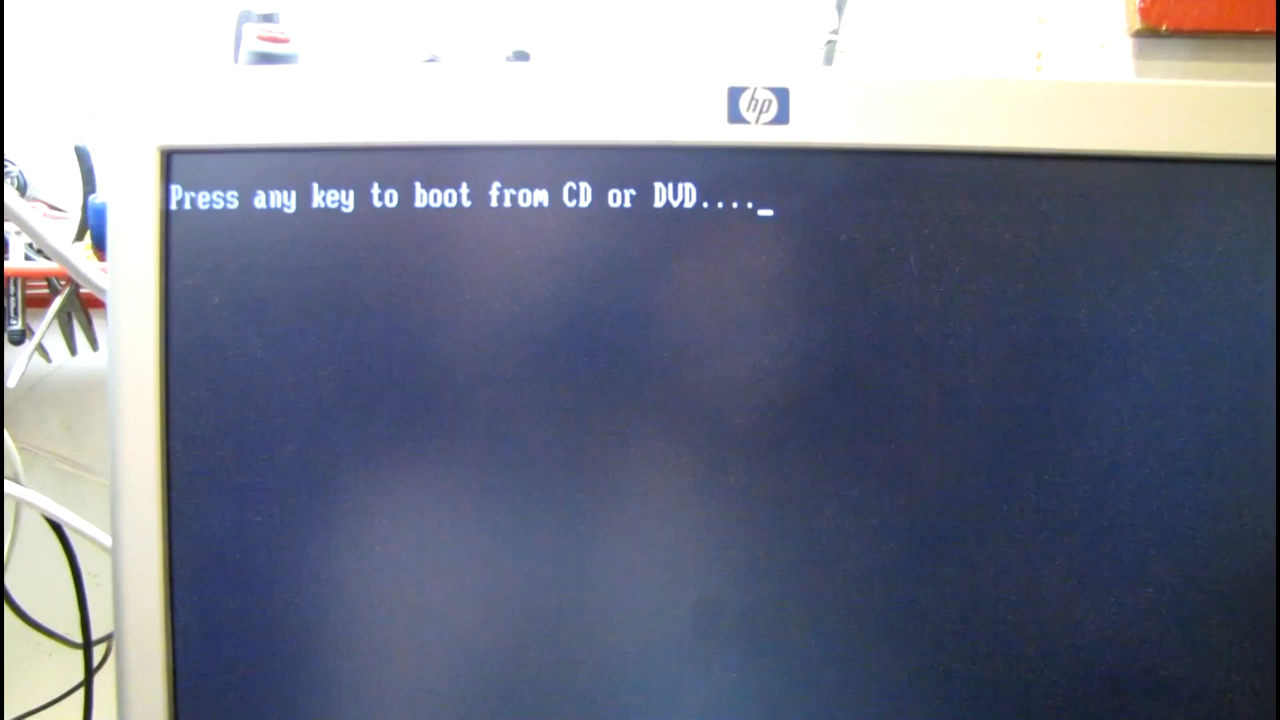 hp
Press any key to boot from CD or DVD...._